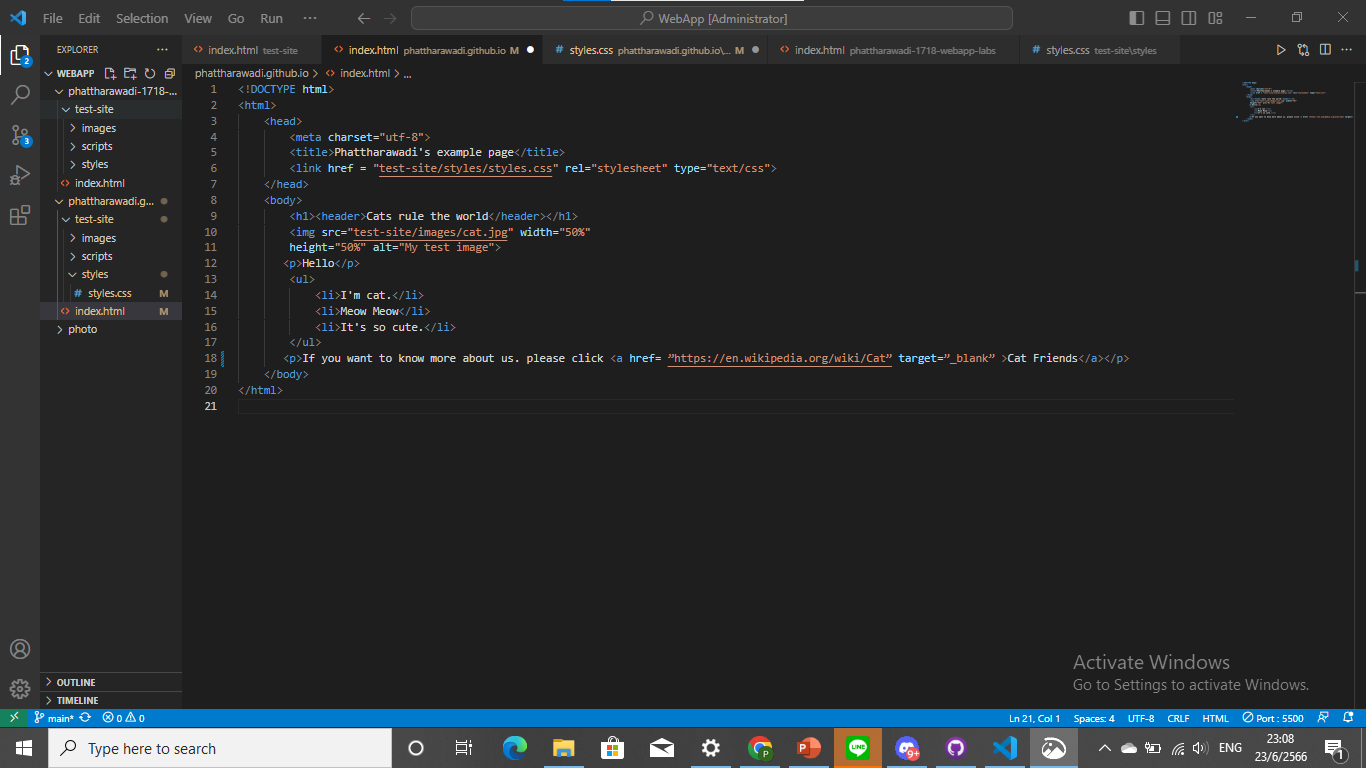 File Edit Selection View Go Run ··· WebApp [Administrator]
EXPLORER ···
index.html test-site
index.html phattharawadi.github.io M
styles.css phattharawadi.github.io\... M
index.html phattharawadi-1718-webapp-labs
styles.css test-site\styles
WEBAPP
phattharawadi-1718-...
test-site
images
scripts
styles
index.html
phattharawadi.g...
test-site
images
scripts
styles
styles.css M
index.html M
photo
OUTLINE
TIMELINE
2
3
phattharawadi.github.io > index.html > ...
1 <!DOCTYPE html>
2 <html>
3 <head>
4 <meta charset="utf-8">
5 <title>Phattharawadi's example page</title>
6 <link href = "test-site/styles/styles.css" rel="stylesheet" type="text/css">
7 </head>
8 <body>
9 <h1><header>Cats rule the world</header></h1>
10 <img src="test-site/images/cat.jpg" width="50%"
11 height="50%" alt="My test image">
12 <p>Hello</p>
13 <ul>
14 <li>I'm cat.</li>
15 <li>Meow Meow</li>
16 <li>It's so cute.</li>
17 </ul>
18 <p>If you want to know more about us. please click <a href= ”https://en.wikipedia.org/wiki/Cat” target=”_blank” >Cat Friends</a></p>
19 </body>
20 </html>
21
Activate Windows
Go to Settings to activate Windows.
main* 0 0 Ln 21, Col 1 Spaces: 4 UTF-8 CRLF HTML Port : 5500
Type here to search
P
P
LINE
9+
ENG
23:08
23/6/2566
1